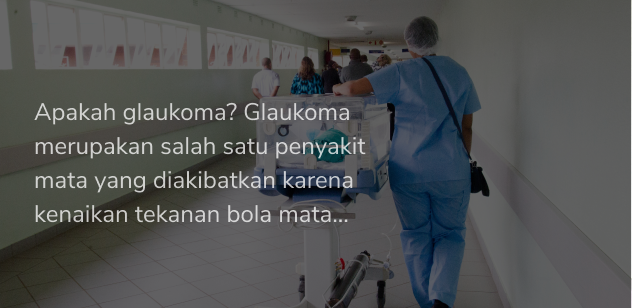 Apakah glaukoma? Glaukoma
merupakan salah satu penyakit
mata yang diakibatkan karena
kenaikan tekanan bola mata...